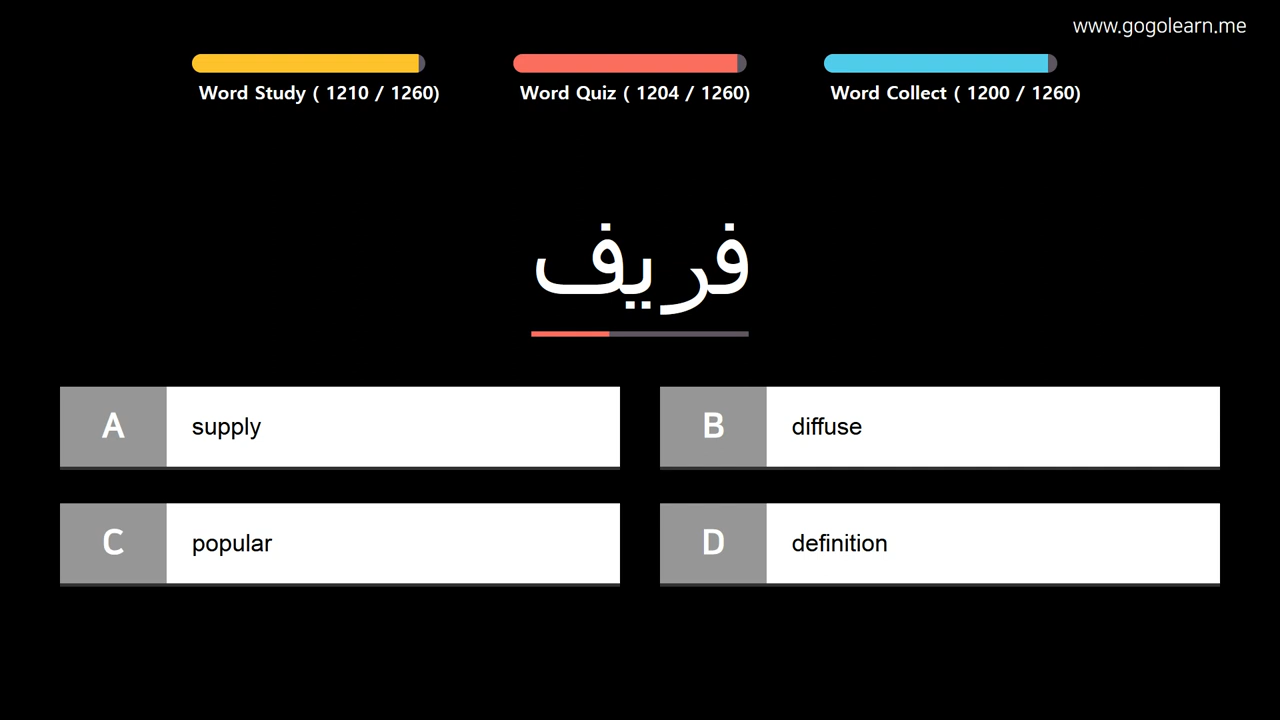 www.gogolearn.me
Word Study ( 1210 / 1260)
Word Quiz ( 1204 / 1260)
Word Collect ( 1200 / 1260)
فريف
A supply
B diffuse
C popular
D definition